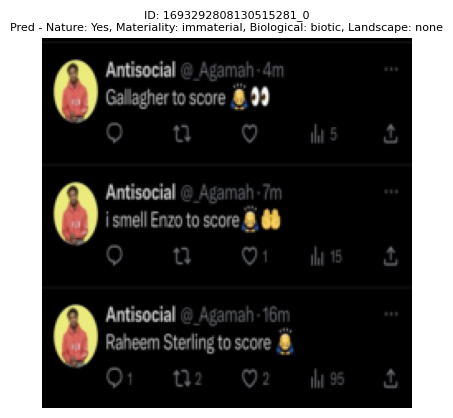 ID: 1693292808130515281_0
Pred - Nature: Yes, Materiality: immaterial, Biological: biotic, Landscape: none
Antisocial @_Agamah · 4m
Gallagher to score 🙇👀
5
Antisocial @_Agamah · 7m
i smell Enzo to score 🙇🤲
1 15
Antisocial @_Agamah · 16m
Raheem Sterling to score 🙇
1 2 2 95